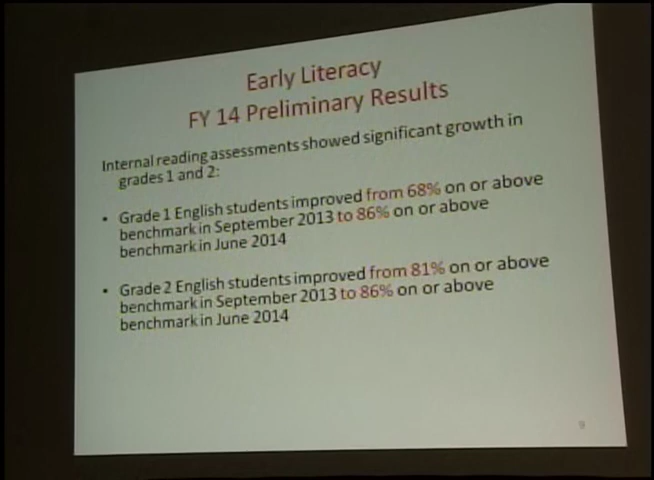 Early Literacy
FY 14 Preliminary Results
Internal reading assessments showed significant growth in
grades 1 and 2:
• Grade 1 English students improved from 68% on or above
benchmark in September 2013 to 86% on or above
benchmark in June 2014
• Grade 2 English students improved from 81% on or above
benchmark in September 2013 to 86% on or above
benchmark in June 2014
9